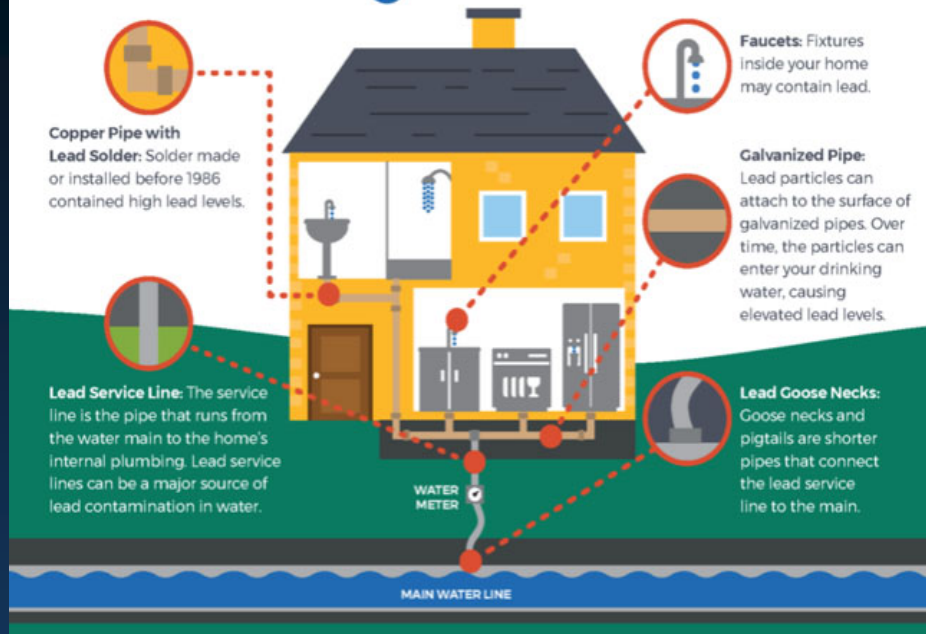 Copper Pipe with
Lead Solder: Solder made
or installed before 1986
contained high lead levels.
Lead Service Line: The service
line is the pipe that runs from
the water main to the home's
internal plumbing. Lead service
lines can be a major source of
lead contamination in water.
Faucets: Fixtures
inside your home
may contain lead.
Galvanized Pipe:
Lead particles can
attach to the surface of
galvanized pipes. Over
time, the particles can
enter your drinking
water, causing
elevated lead levels.
Lead Goose Necks:
Goose necks and
pigtails are shorter
pipes that connect
the lead service
line to the main.
WATER
METER
MAIN WATER LINE